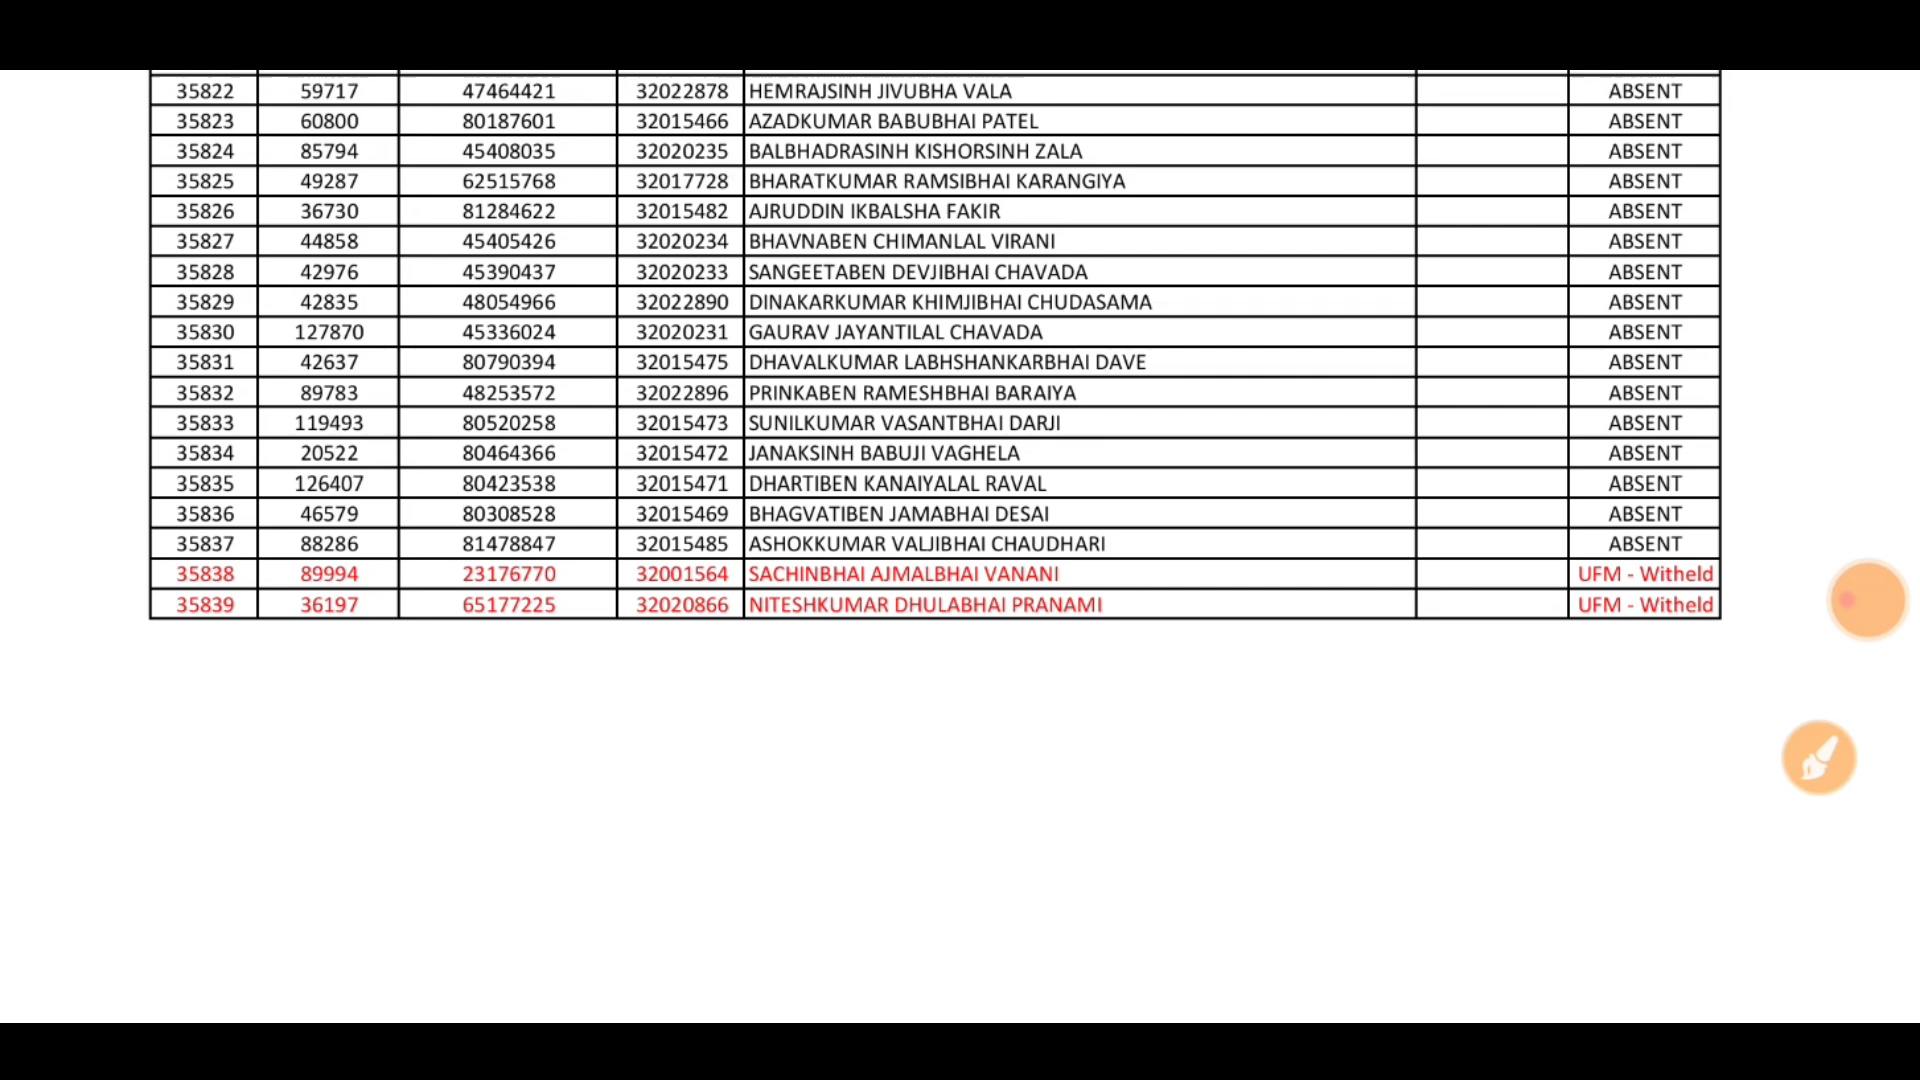 35822 59717 47464421 32022878 HEMRAJSINH JIVUBHA VALA ABSENT
35823 60800 80187601 32015466 AZADKUMAR BABUBHAI PATEL ABSENT
35824 85794 45408035 32020235 BALBHADRASINH KISHORSINH ZALA ABSENT
35825 49287 62515768 32017728 BHARATKUMAR RAMSIBHAI KARANGIYA ABSENT
35826 36730 81284622 32015482 AJRUDDIN IKBALSHA FAKIR ABSENT
35827 44858 45405426 32020234 BHAVNABEN CHIMANLAL VIRANI ABSENT
35828 42976 45390437 32020233 SANGEETABEN DEVJIBHAI CHAVADA ABSENT
35829 42835 48054966 32022890 DINAKARKUMAR KHIMJIBHAI CHUDASAMA ABSENT
35830 127870 45336024 32020231 GAURAV JAYANTILAL CHAVADA ABSENT
35831 42637 80790394 32015475 DHAVALKUMAR LABHSHANKARBHAI DAVE ABSENT
35832 89783 48253572 32022896 PRINKABEN RAMESHBHAI BARAIYA ABSENT
35833 119493 80520258 32015473 SUNILKUMAR VASANTBHAI DARJI ABSENT
35834 20522 80464366 32015472 JANAKSINH BABUJI VAGHELA ABSENT
35835 126407 80423538 32015471 DHARTIBEN KANAIYALAL RAVAL ABSENT
35836 46579 80308528 32015469 BHAGVATIBEN JAMABHAI DESAI ABSENT
35837 88286 81478847 32015485 ASHOKKUMAR VALJIBHAI CHAUDHARI ABSENT
35838 89994 23176770 32001564 SACHINBHAI AJMALBHAI VANANI UFM - Witheld
35839 36197 65177225 32020866 NITESHKUMAR DHULABHAI PRANAMI UFM - Witheld